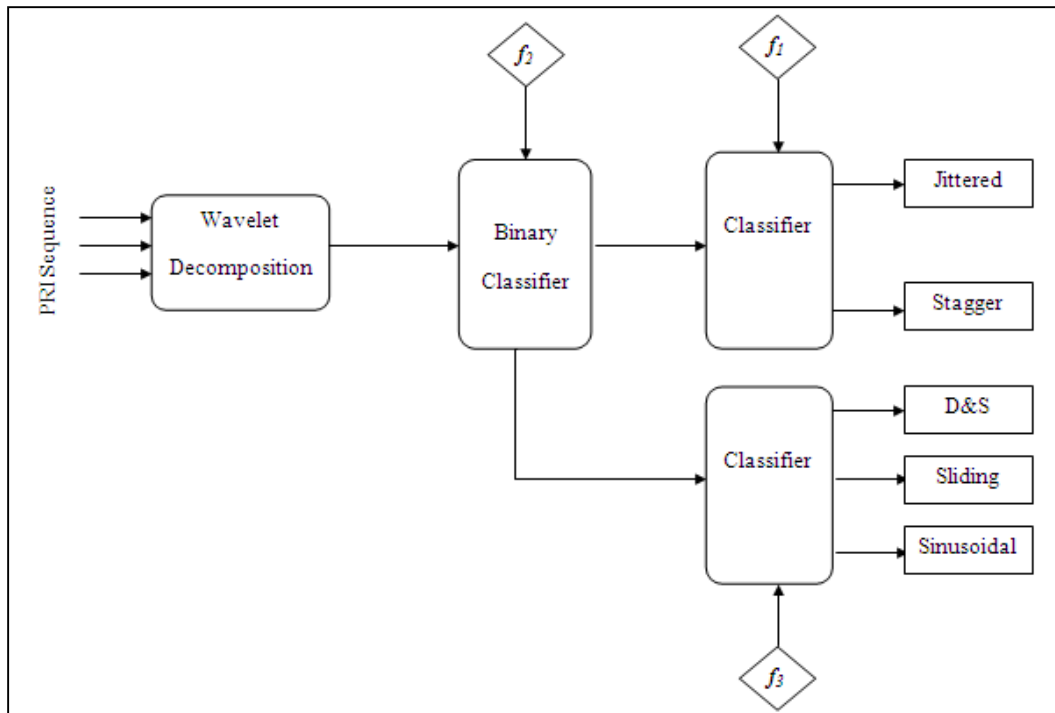 f2
f1
PRI Sequence
Wavelet
Decomposition
Binary
Classifier
Classifier
Jittered
Stagger
Classifier
D&S
Sliding
Sinusoidal
f3